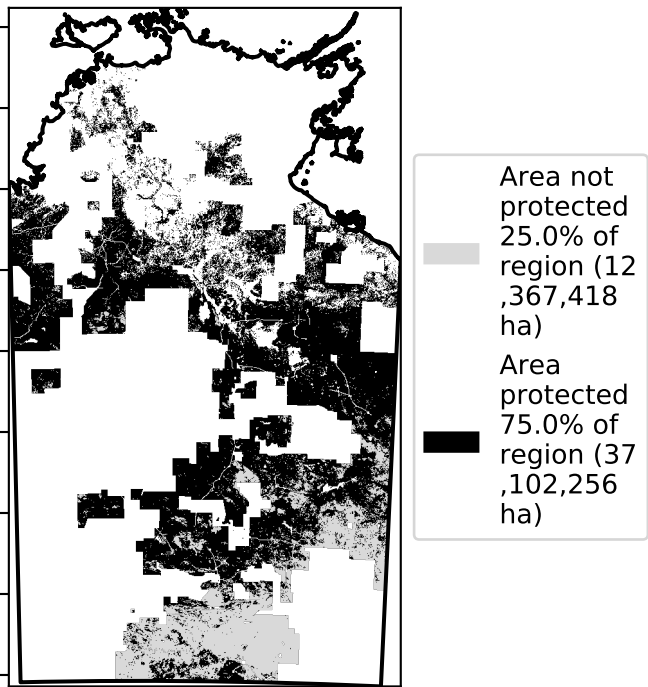 Area not
protected
25.0% of
region (12
,367,418
ha)
Area
protected
75.0% of
region (37
,102,256
ha)